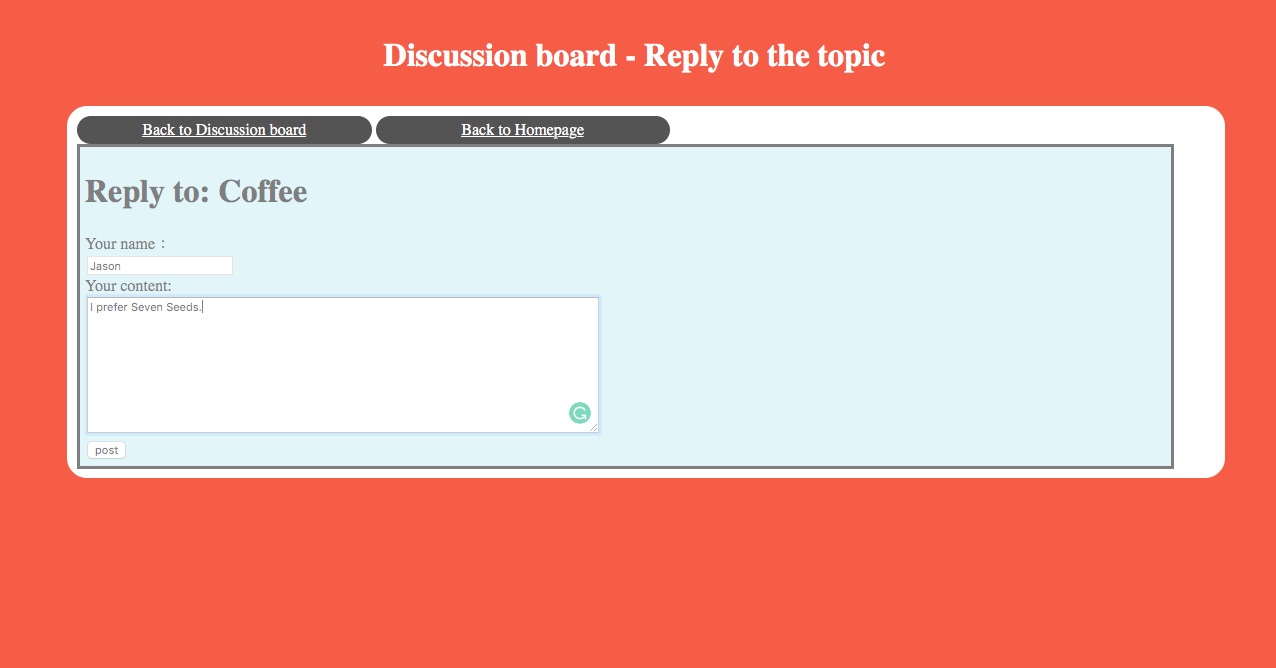 Discussion board - Reply to the topic
Back to Discussion board Back to Homepage
Reply to: Coffee
Your name：
Jason
Your content:
I prefer Seven Seeds.
post